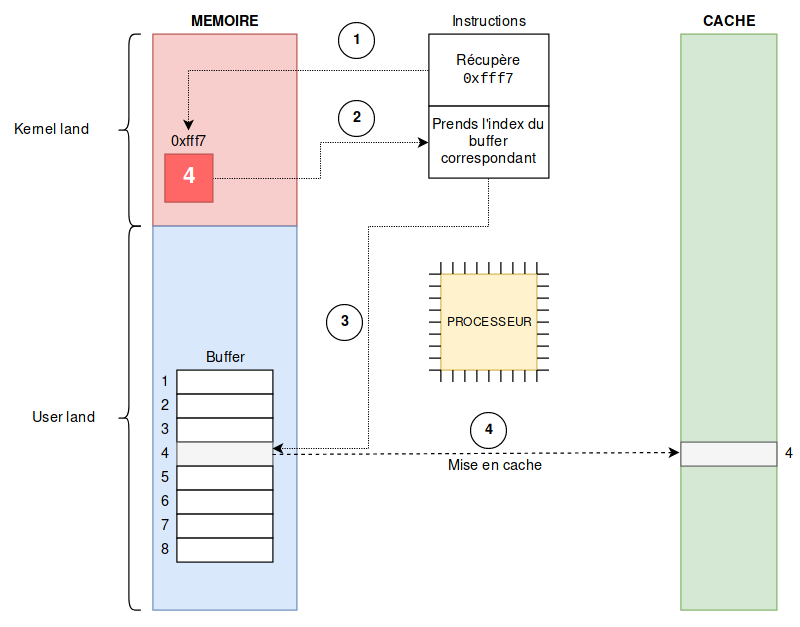 MEMOIRE
Instructions
CACHE
1
Récupère
0xfff7
Kernel land
2
0xfff7
4
Prends l'index du
buffer
correspondant
3
PROCESSEUR
Buffer
1
2
3
4
5
6
7
8
User land
4
Mise en cache
4